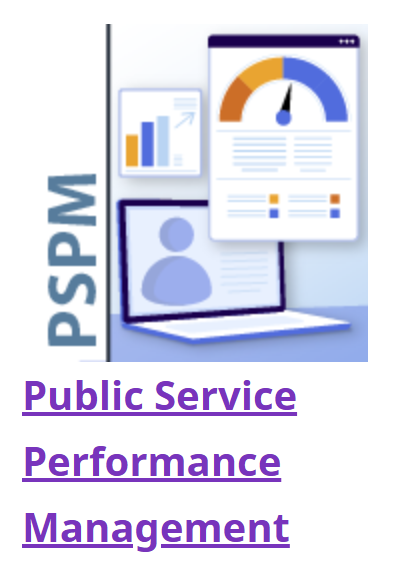 PSPM
Public Service
Performance
Management